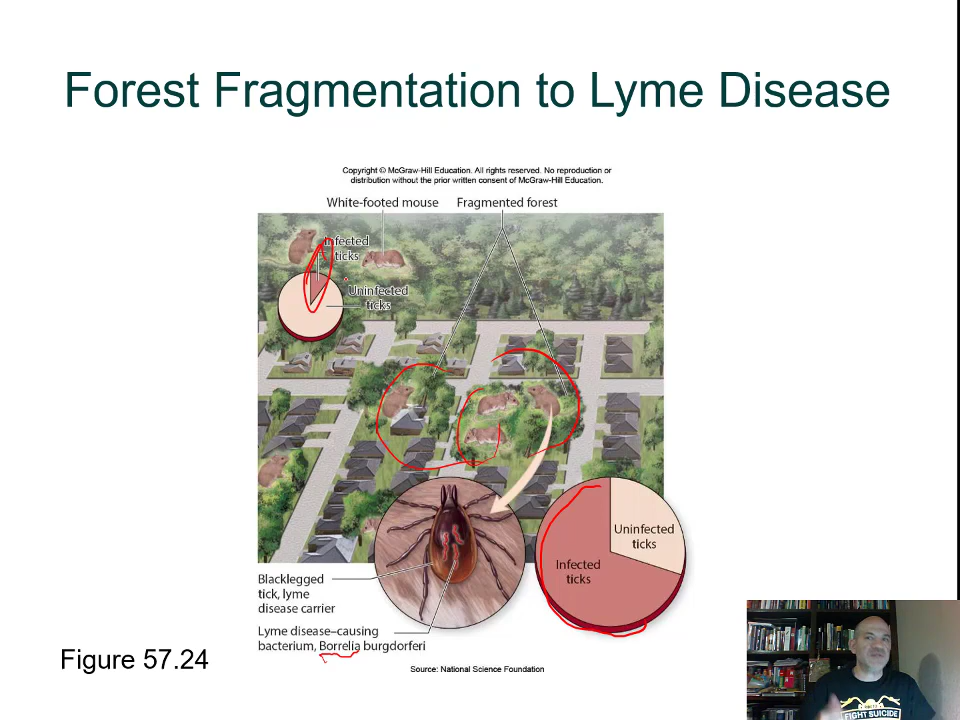 Forest Fragmentation to Lyme Disease
Copyright © McGraw-Hill Education. All rights reserved. No reproduction or
distribution without the prior written consent of McGraw-Hill Education.
White-footed mouse
Fragmented forest
Infected
ticks
Uninfected
ticks
Uninfected
ticks
Infected
ticks
Blacklegged
tick, lyme
disease carrier
Lyme disease–causing
bacterium, Borrelia burgdorferi
Figure 57.24
Source: National Science Foundation
FIGHT SUICIDE